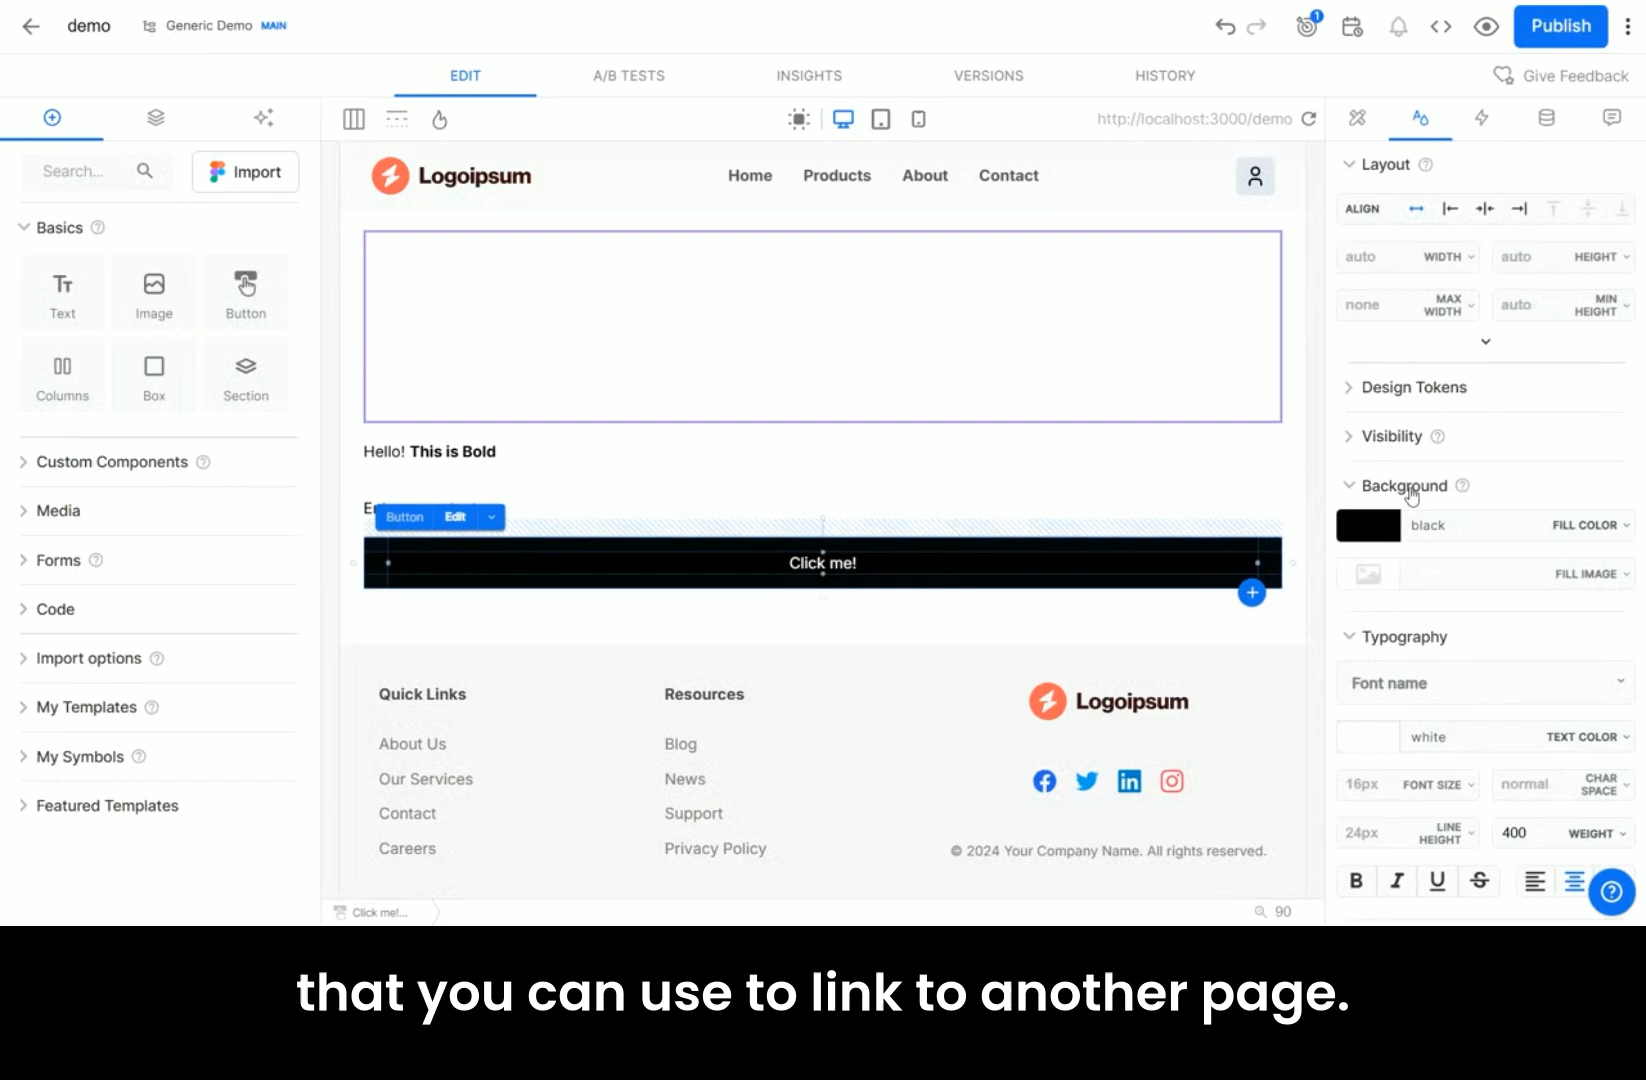 demo
Generic Demo MAIN
1
Publish
EDIT
A/B TESTS
INSIGHTS
VERSIONS
HISTORY
Give Feedback
http://localhost:3000/demo
Search...
Import
Basics
Text
Image
Button
Columns
Box
Section
Custom Components
Media
Forms
Code
Import options
My Templates
My Symbols
Featured Templates
Logoipsum
Home
Products
About
Contact
Hello! This is Bold
Button
Edit
Click me!
Quick Links
About Us
Our Services
Contact
Careers
Resources
Blog
News
Support
Privacy Policy
Logoipsum
© 2024 Your Company Name. All rights reserved.
Click me!...
90
Layout
ALIGN
auto WIDTH
auto HEIGHT
none MAX WIDTH
auto MIN HEIGHT
Design Tokens
Visibility
Background
black FILL COLOR
FILL IMAGE
Typography
Font name
white TEXT COLOR
16px FONT SIZE
normal CHAR SPACE
24px LINE HEIGHT
400 WEIGHT
B I U S
that you can use to link to another page.